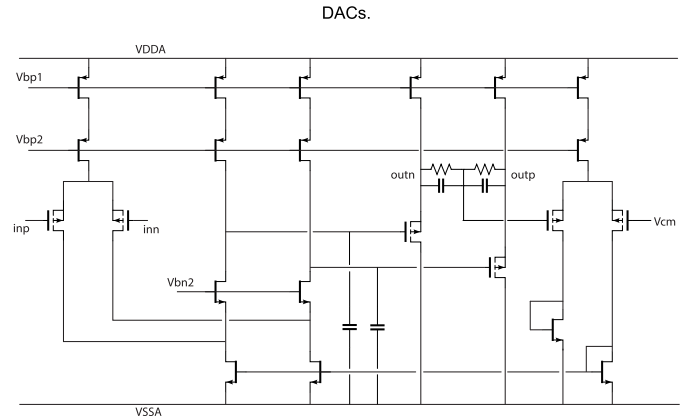 DACs.
VDDA
Vbp1
Vbp2
outn
outp
inp
inn
Vcm
Vbn2
VSSA